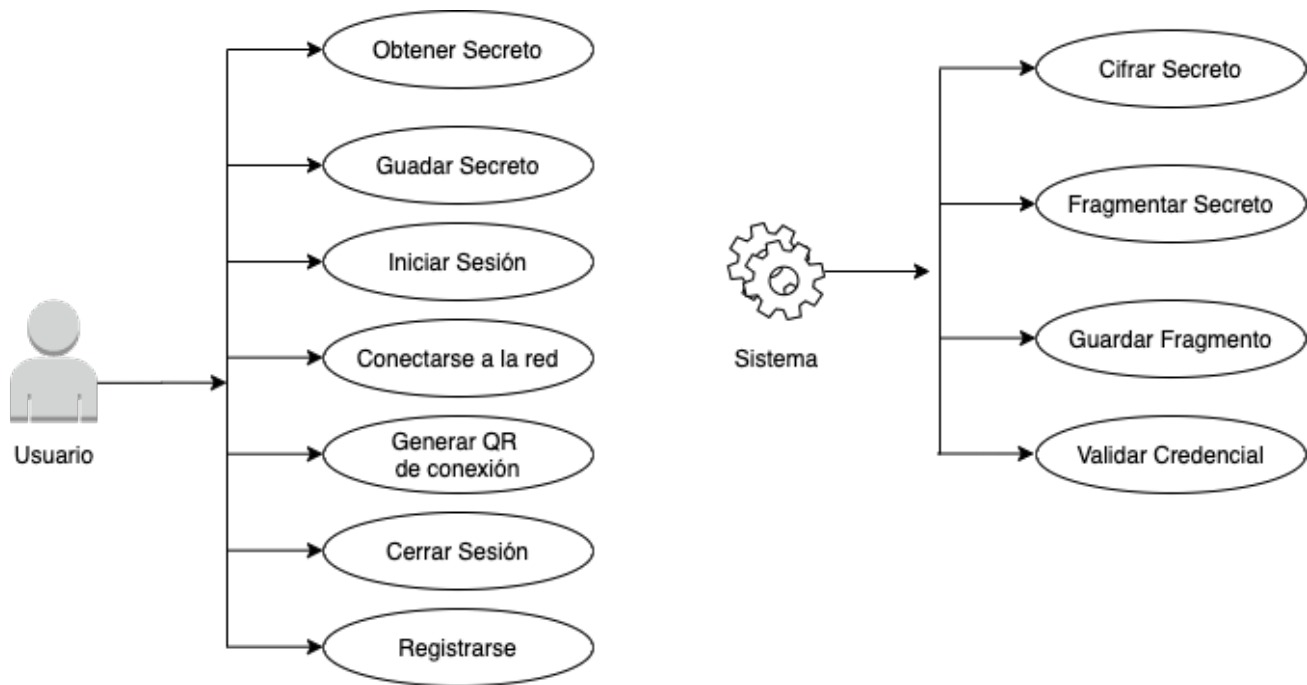 Obtener Secreto
Guadar Secreto
Iniciar Sesión
Conectarse a la red
Generar QR
de conexión
Cerrar Sesión
Registrarse
Usuario
Cifrar Secreto
Fragmentar Secreto
Guardar Fragmento
Validar Credencial
Sistema